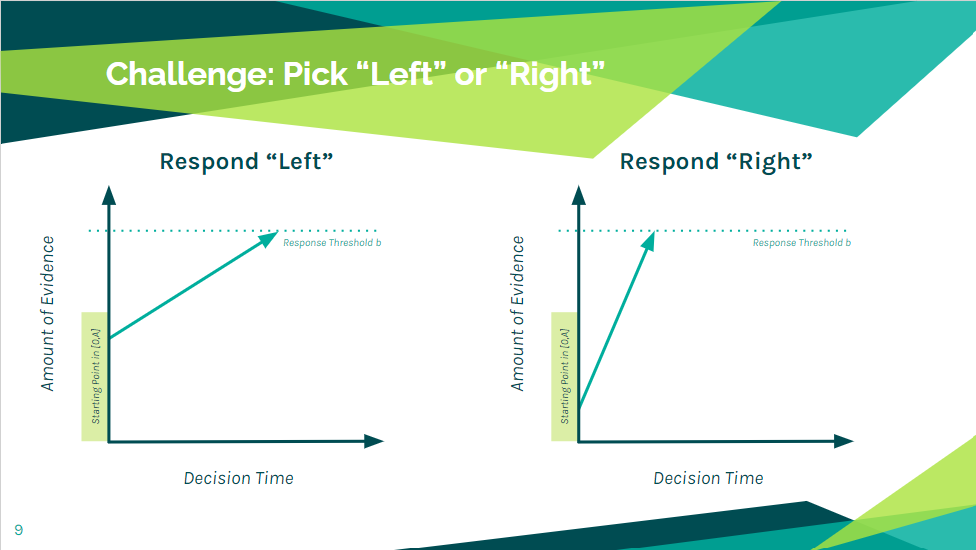 Challenge: Pick “Left” or “Right”
Respond “Left”
Amount of Evidence
Starting Point in [0,A]
Response Threshold b
Decision Time
Respond “Right”
Amount of Evidence
Starting Point in [0,A]
Response Threshold b
Decision Time
9